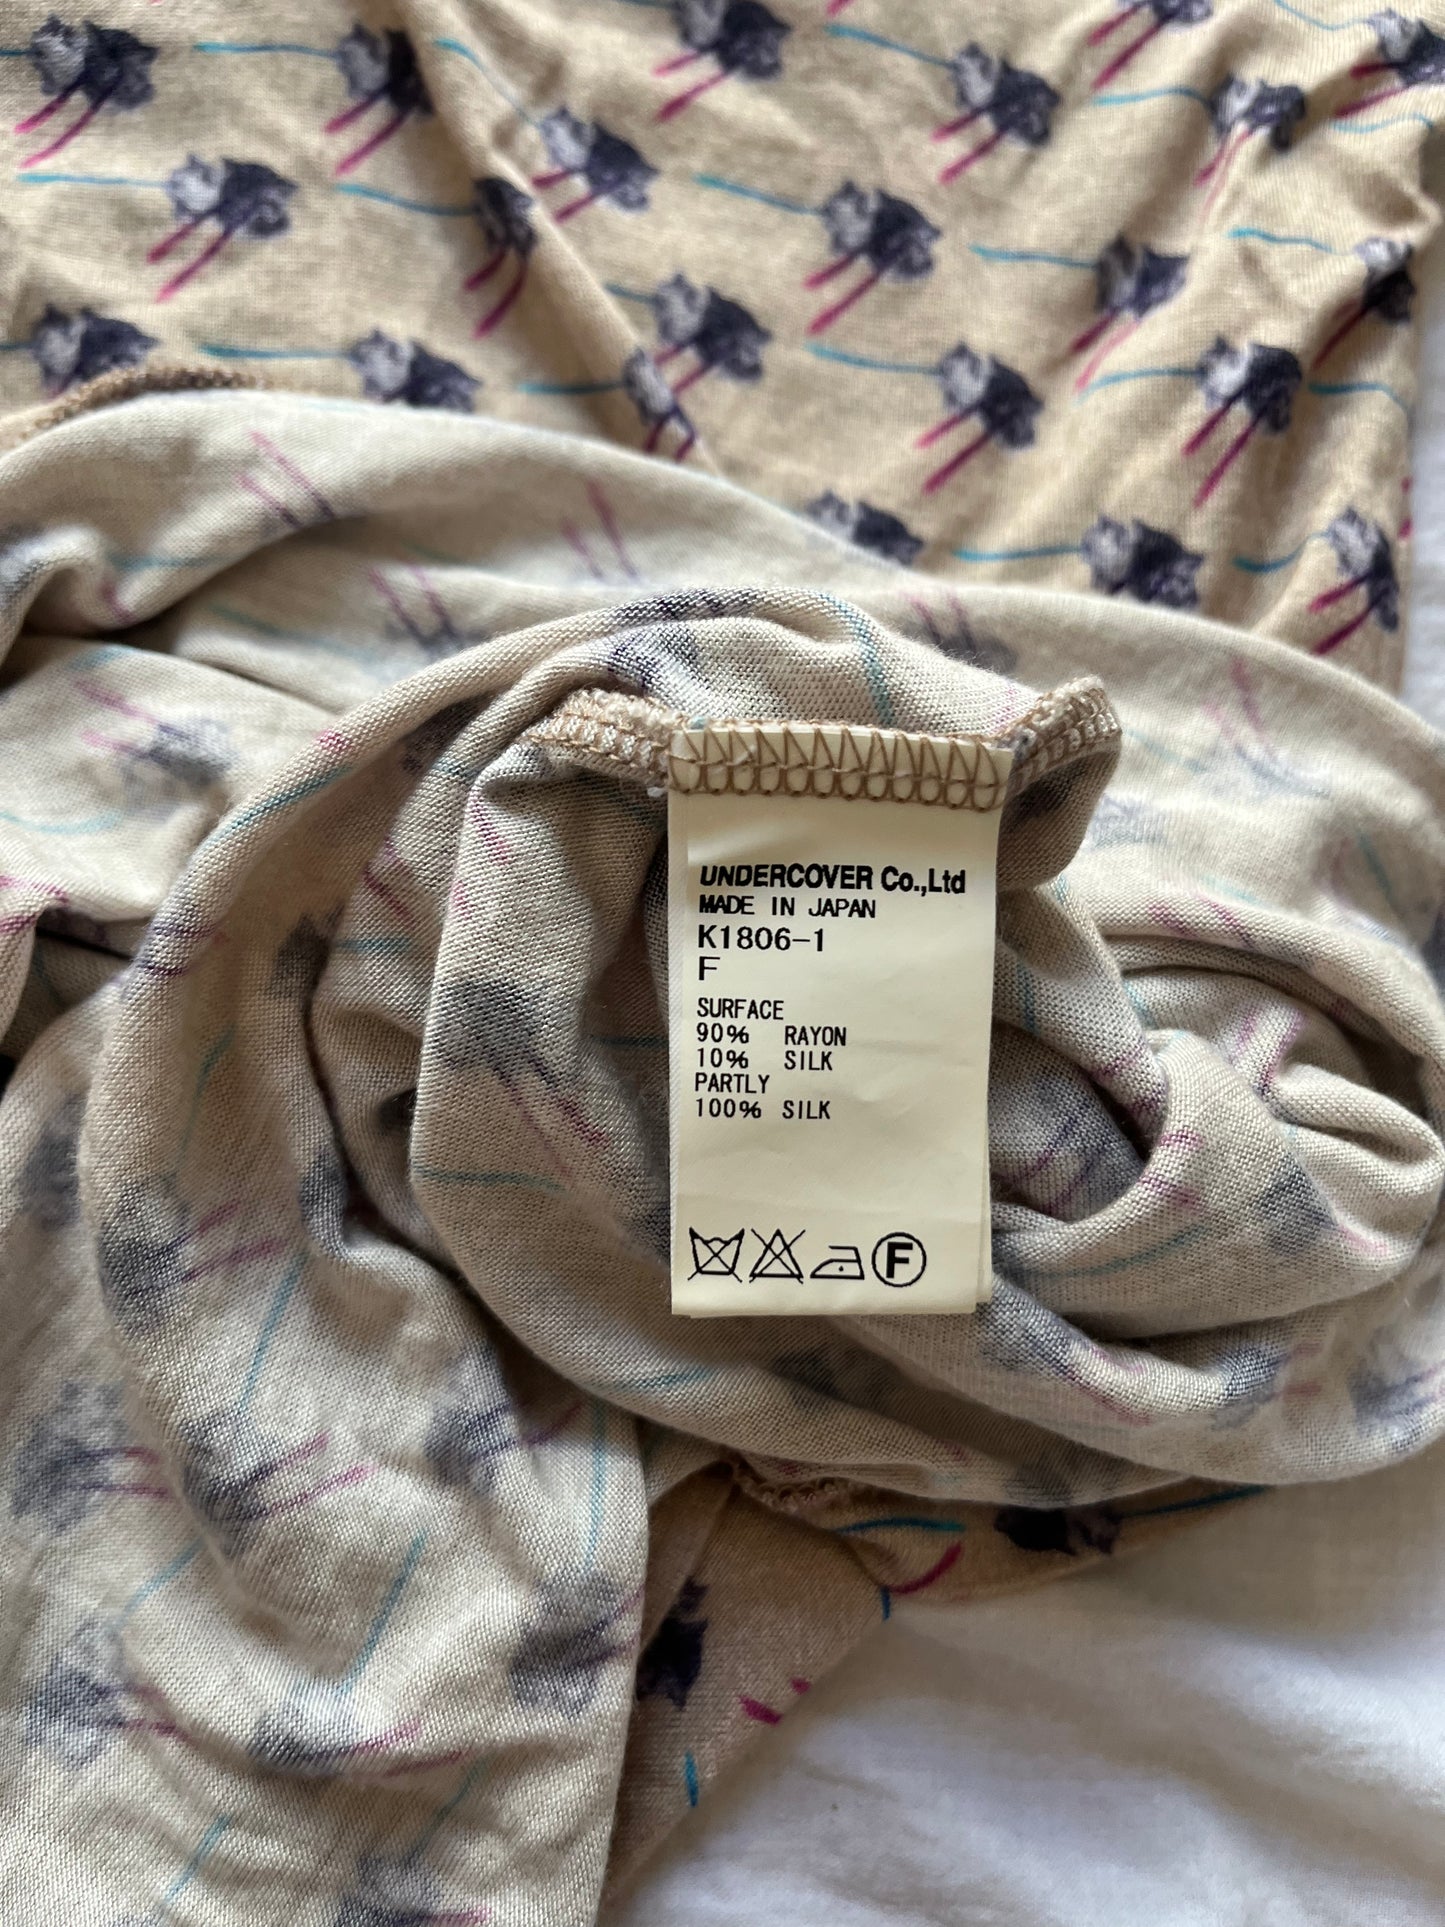 UNDERCOVER Co.,Ltd
MADE IN JAPAN
K1806-1
F
SURFACE
90% RAYON
10% SILK
PARTLY
100% SILK
F